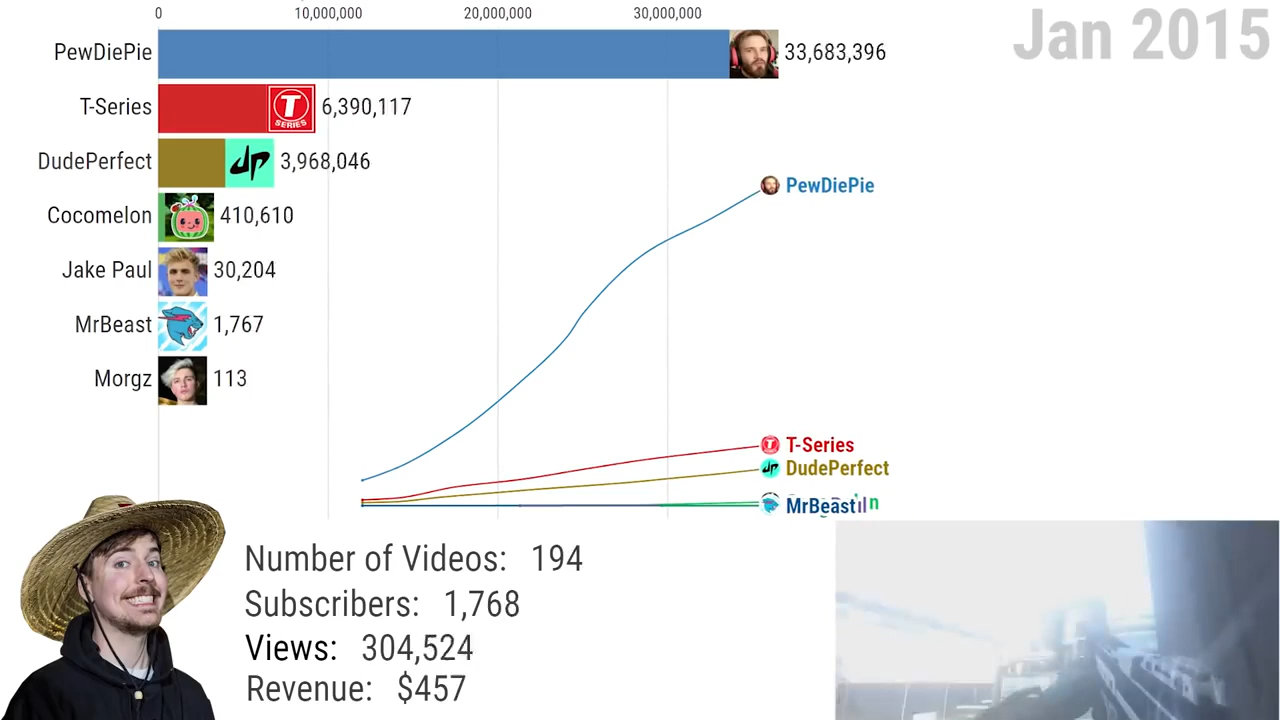 0 10,000,000 20,000,000 30,000,000
Jan 2015
PewDiePie 33,683,396
T-Series T SERIES 6,390,117
DudePerfect dp 3,968,046
Cocomelon 410,610
Jake Paul 30,204
MrBeast 1,767
Morgz 113
PewDiePie
T-Series
DudePerfect
MrBeast
Number of Videos: 194
Subscribers: 1,768
Views: 304,524
Revenue: $457